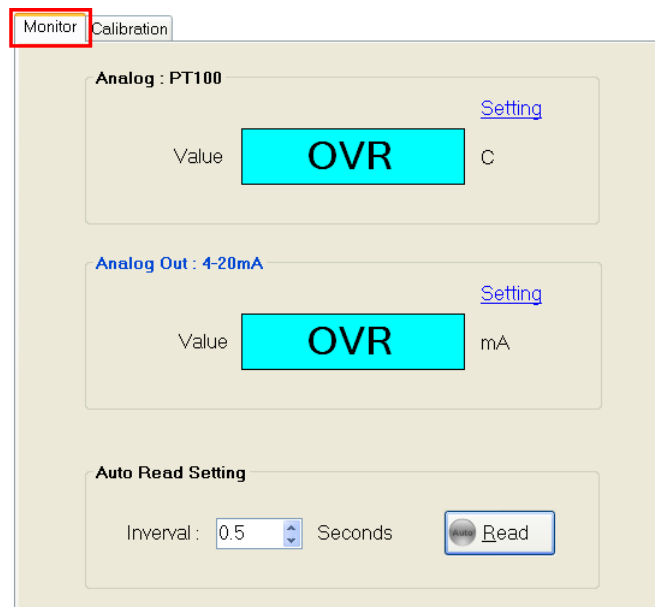 Monitor Calibration
Analog : PT100
Setting
Value OVR C
Analog Out : 4-20mA
Setting
Value OVR mA
Auto Read Setting
Inverval : 0.5 Seconds Auto Read